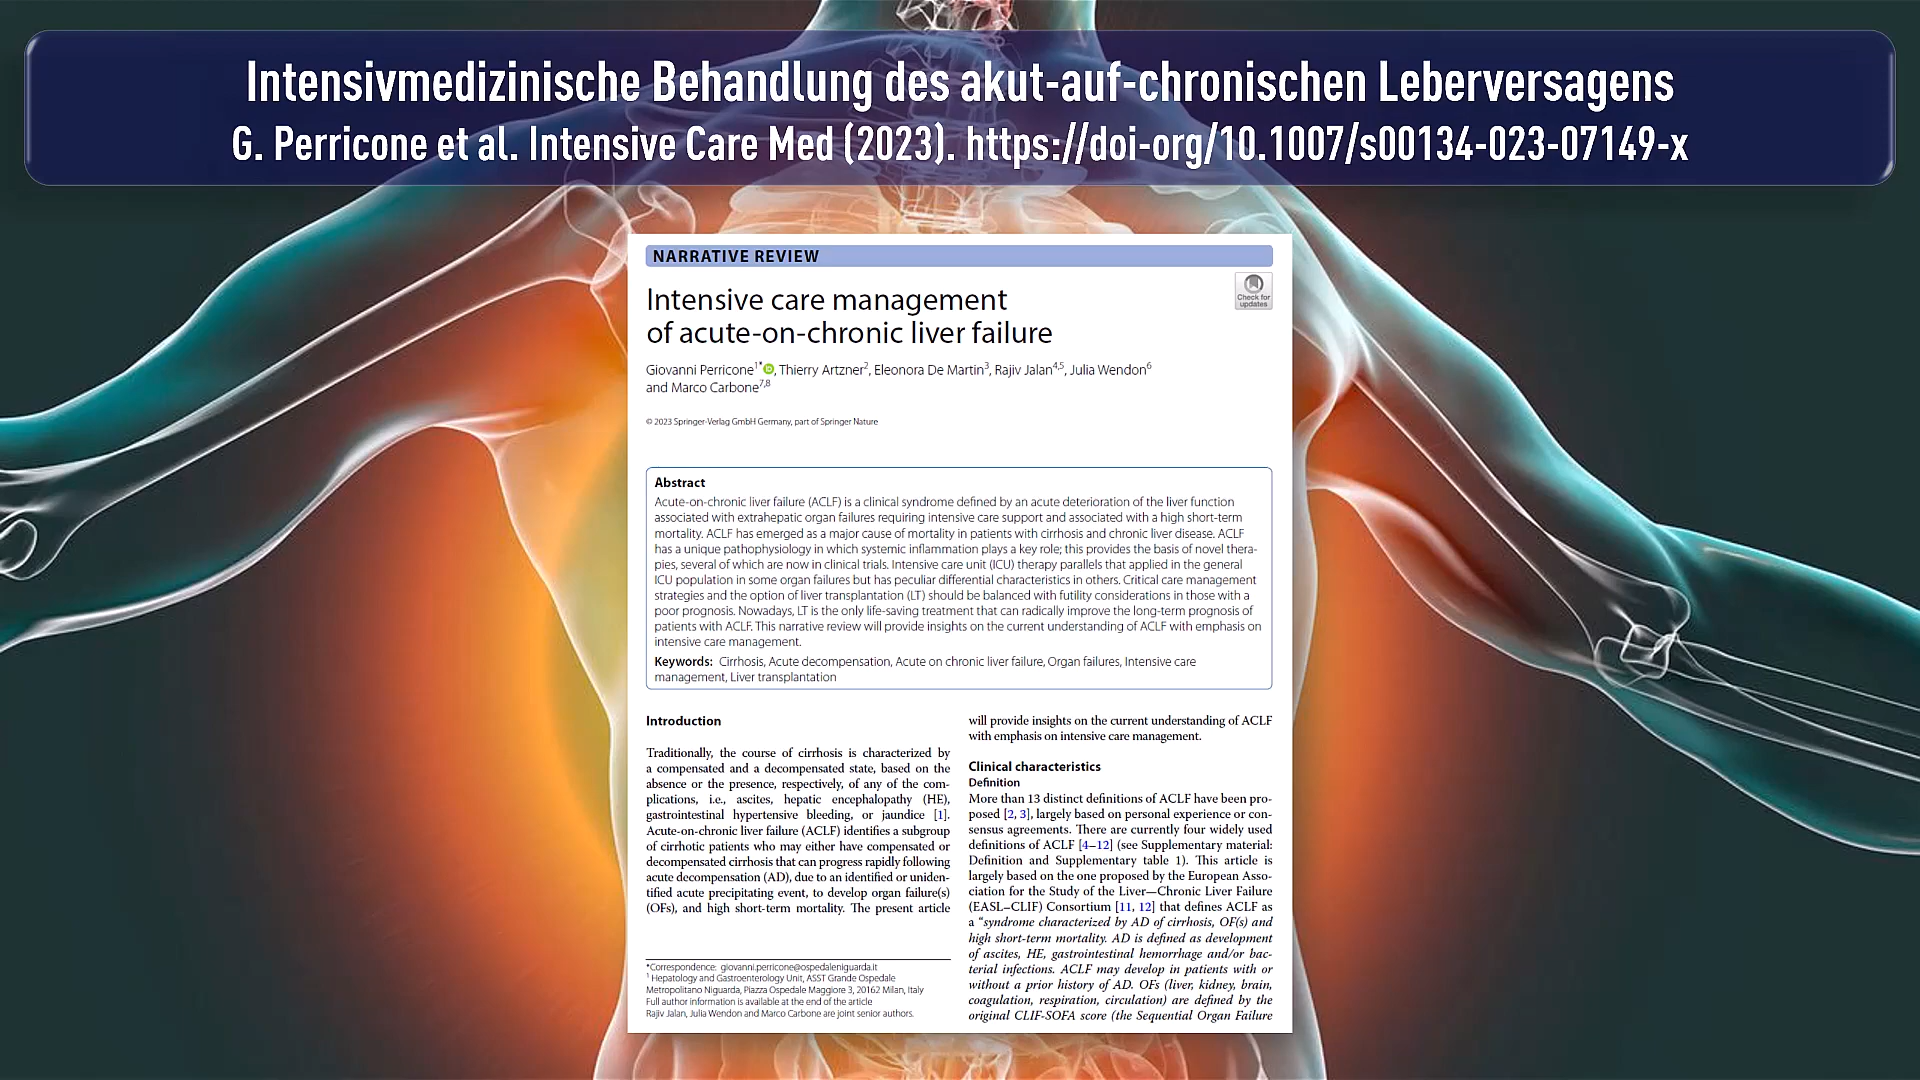 Intensivmedizinische Behandlung des akut-auf-chronischen Leberversagens
G. Perricone et al. Intensive Care Med (2023). https://doi-org/10.1007/s00134-023-07149-x
NARRATIVE REVIEW
Check for
updates
Intensive care management
of acute-on-chronic liver failure
Giovanni Perricone1*, Thierry Artzner2, Eleonora De Martin3, Rajiv Jalan4,5, Julia Wendon6
and Marco Carbone7,8
© 2023 Springer-Verlag GmbH Germany, part of Springer Nature
Abstract
Acute-on-chronic liver failure (ACLF) is a clinical syndrome defined by an acute deterioration of the liver function
associated with extrahepatic organ failures requiring intensive care support and associated with a high short-term
mortality. ACLF has emerged as a major cause of mortality in patients with cirrhosis and chronic liver disease. ACLF
has a unique pathophysiology in which systemic inflammation plays a key role; this provides the basis of novel thera-
pies, several of which are now in clinical trials. Intensive care unit (ICU) therapy parallels that applied in the general
ICU population in some organ failures but has peculiar differential characteristics in others. Critical care management
strategies and the option of liver transplantation (LT) should be balanced with futility considerations in those with a
poor prognosis. Nowadays, LT is the only life-saving treatment that can radically improve the long-term prognosis of
patients with ACLF. This narrative review will provide insights on the current understanding of ACLF with emphasis on
intensive care management.
Keywords: Cirrhosis, Acute decompensation, Acute on chronic liver failure, Organ failures, Intensive care
management, Liver transplantation
Introduction
Traditionally, the course of cirrhosis is characterized by
a compensated and a decompensated state, based on the
absence or the presence, respectively, of any of the com-
plications, i.e., ascites, hepatic encephalopathy (HE),
gastrointestinal hypertensive bleeding, or jaundice [1].
Acute-on-chronic liver failure (ACLF) identifies a subgroup
of cirrhotic patients who may either have compensated or
decompensated cirrhosis that can progress rapidly following
acute decompensation (AD), due to an identified or uniden-
tified acute precipitating event, to develop organ failure(s)
(OFs), and high short-term mortality. The present article
*Correspondence: giovanni.perricone@ospedaleniguarda.it
1 Hepatology and Gastroenterology Unit, ASST Grande Ospedale
Metropolitano Niguarda, Piazza Ospedale Maggiore 3, 20162 Milan, Italy
Full author information is available at the end of the article
Rajiv Jalan, Julia Wendon and Marco Carbone are joint senior authors.
will provide insights on the current understanding of ACLF
with emphasis on intensive care management.
Clinical characteristics
Definition
More than 13 distinct definitions of ACLF have been pro-
posed [2, 3], largely based on personal experience or con-
sensus agreements. There are currently four widely used
definitions of ACLF [4–12] (see Supplementary material:
Definition and Supplementary table 1). This article is
largely based on the one proposed by the European Asso-
ciation for the Study of the Liver—Chronic Liver Failure
(EASL–CLIF) Consortium [11, 12] that defines ACLF as
a “syndrome characterized by AD of cirrhosis, OF(s) and
high short-term mortality. AD is defined as development
of ascites, HE, gastrointestinal hemorrhage and/or bac-
terial infections. ACLF may develop in patients with or
without a prior history of AD. OFs (liver, kidney, brain,
coagulation, respiration, circulation) are defined by the
original CLIF-SOFA score (the Sequential Organ Failure